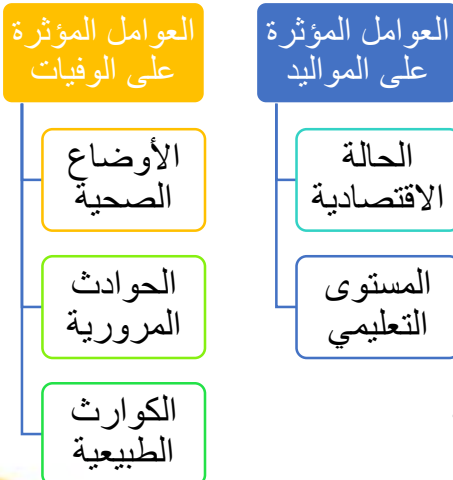 العوامل المؤثرة
على المواليد
الحالة
الاقتصادية
المستوى
التعليمي
العوامل المؤثرة
على الوفيات
الأوضاع
الصحية
الحوادث
المرورية
الكوارث
الطبيعية